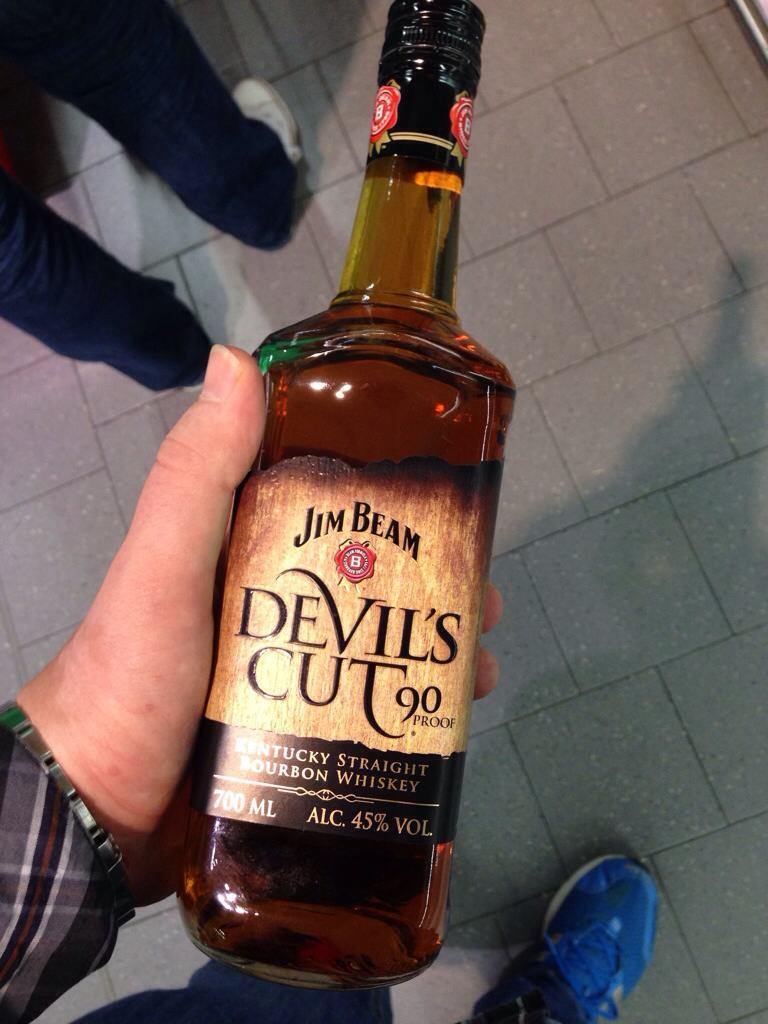 JIM BEAM
B
DEVIL'S
CUT 90
PROOF
KENTUCKY STRAIGHT
BOURBON WHISKEY
700 ML ALC. 45% VOL.